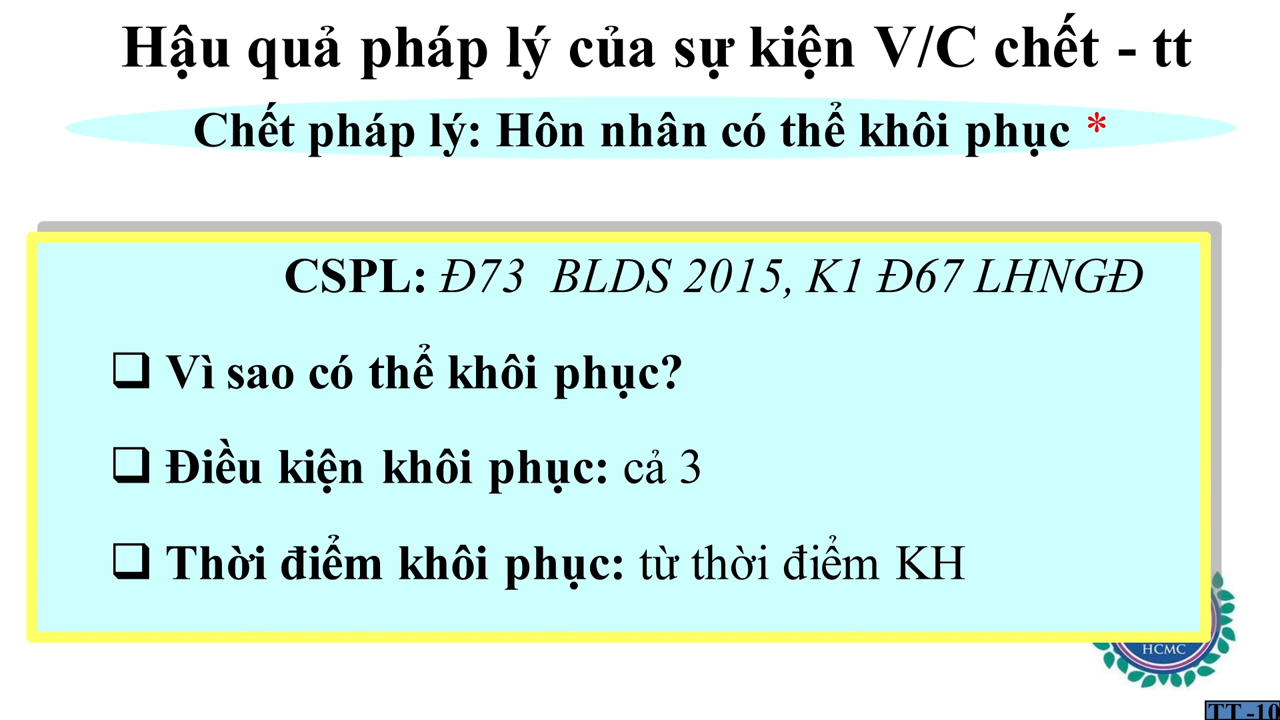 Hậu quả pháp lý của sự kiện V/C chết - tt
Chết pháp lý: Hôn nhân có thể khôi phục *
CSPL: Đ73 BLDS 2015, K1 Đ67 LHNGĐ
❑ Vì sao có thể khôi phục?
❑ Điều kiện khôi phục: cả 3
❑ Thời điểm khôi phục: từ thời điểm KH
HCMC
TT -10